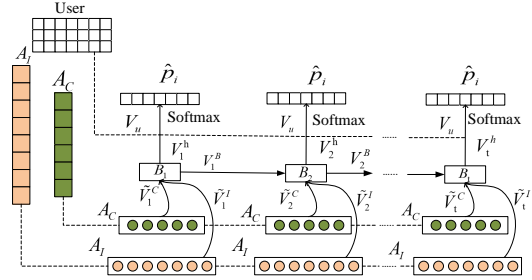 User
A_I
A_C
p̂_i p̂_i p̂_i
Softmax Softmax Softmax
V_u V_u V_u
V_1^h V_2^h V_t^h
B_1 V_1^B B_2 V_2^B B_t
Ṽ_1^C Ṽ_1^I Ṽ_2^C Ṽ_2^I Ṽ_t^C Ṽ_t^I
A_C A_C A_C
A_I A_I A_I